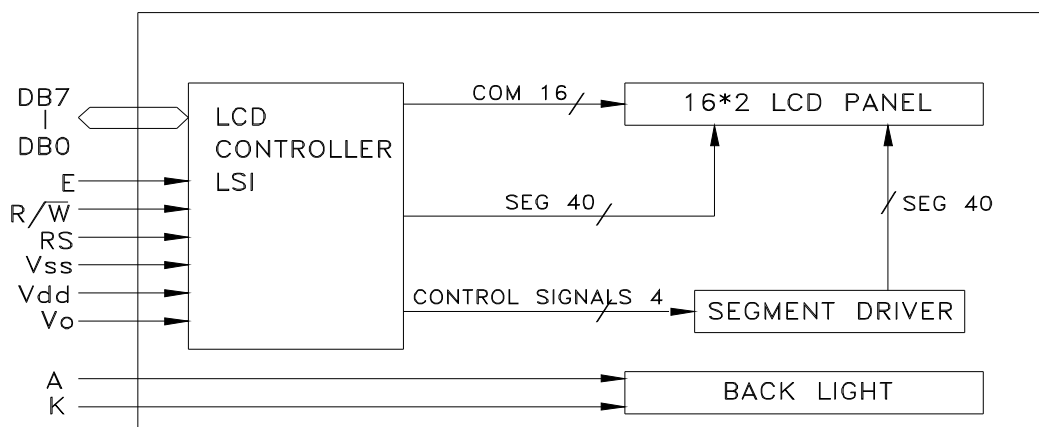 DB7
DB0
E
R/W̅
RS
Vss
Vdd
Vo
A
K
LCD
CONTROLLER
LSI
COM 16
16*2 LCD PANEL
SEG 40
SEG 40
CONTROL SIGNALS 4
SEGMENT DRIVER
BACK LIGHT